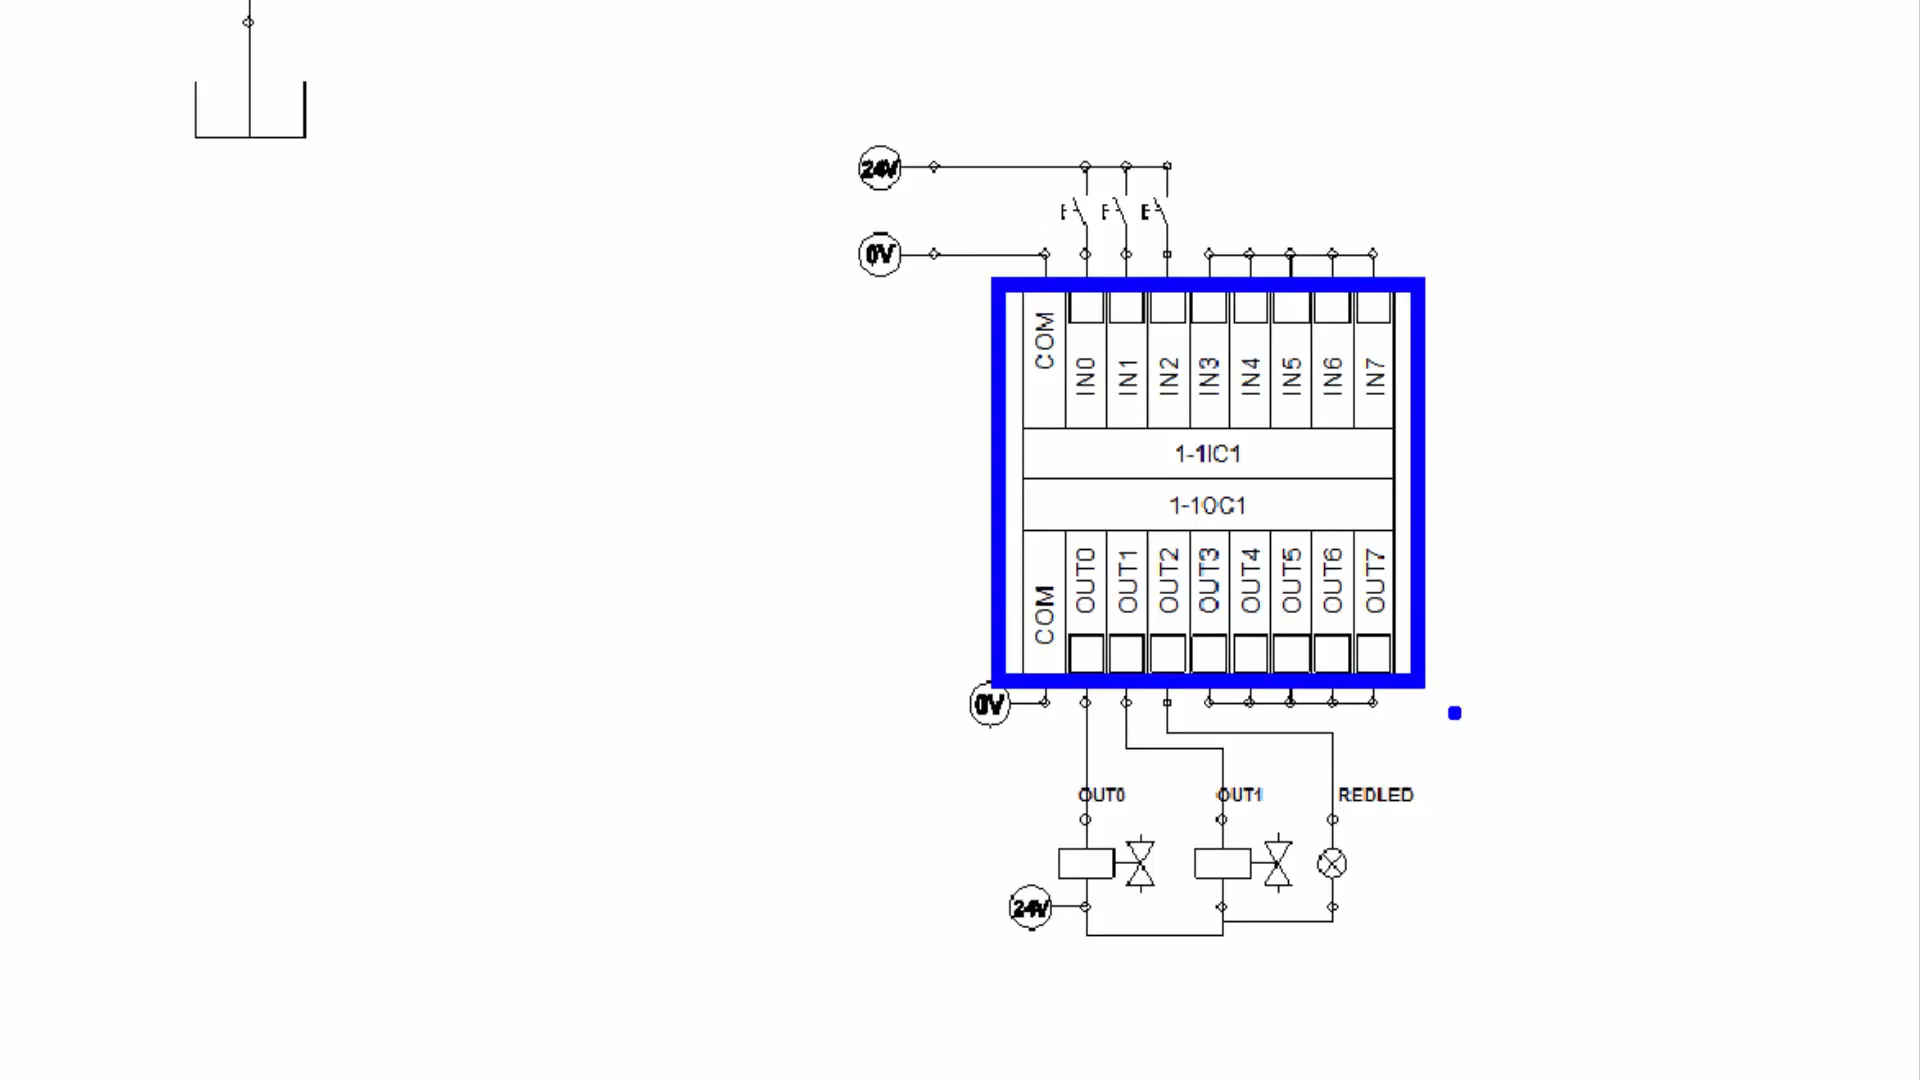 24V
E E E
0V
COM IN0 IN1 IN2 IN3 IN4 IN5 IN6 IN7
1-1IC1
1-1OC1
COM OUT0 OUT1 OUT2 OUT3 OUT4 OUT5 OUT6 OUT7
0V
OUT0 OUT1 REDLED
24V